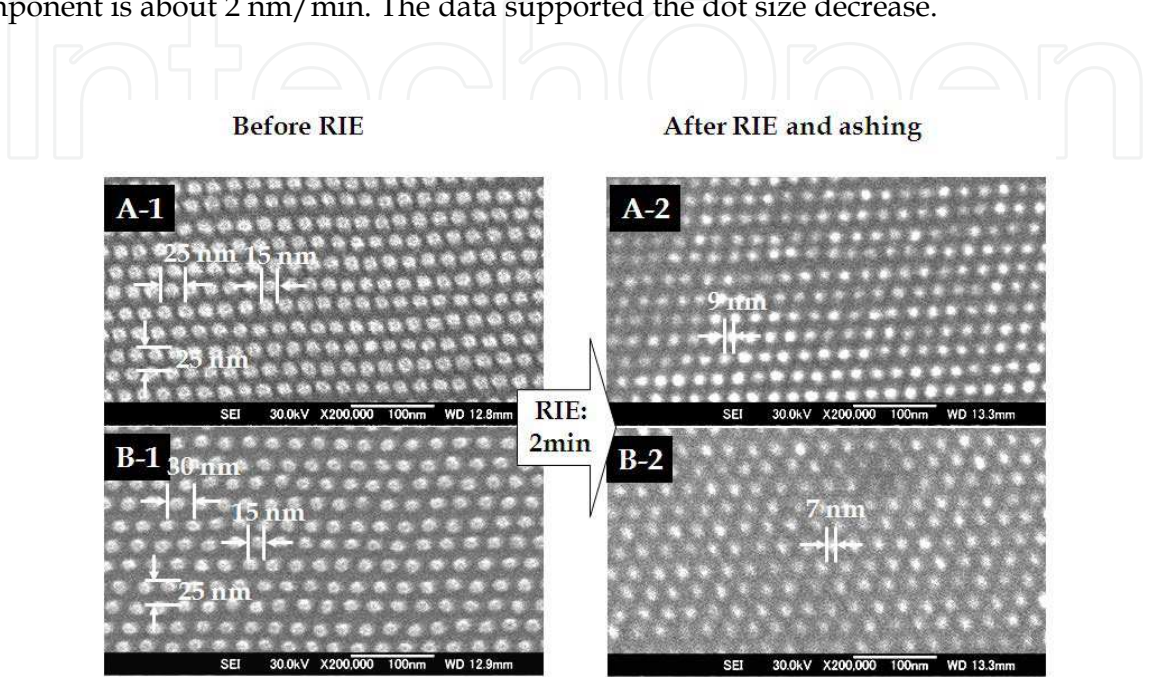 mponent is about 2 nm/min. The data supported the dot size decrease.
IntechOpen
Before RIE
After RIE and ashing
A-1
25 nm 15 nm
25 nm
SEI 30.0kV X200,000 100nm WD 12.8mm
A-2
9 nm
SEI 30.0kV X200,000 100nm WD 13.3mm
RIE:
2min
B-1
30 nm
15 nm
25 nm
SEI 30.0kV X200,000 100nm WD 12.9mm
B-2
7 nm
SEI 30.0kV X200,000 100nm WD 13.3mm